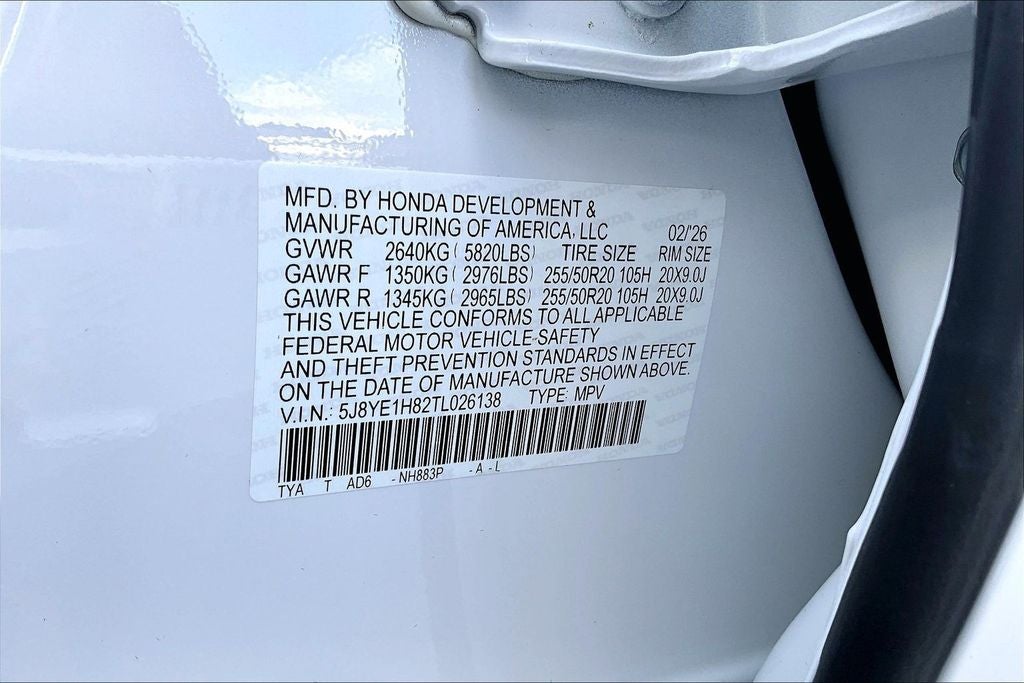 MFD. BY HONDA DEVELOPMENT &
MANUFACTURING OF AMERICA, LLC 02/'26
GVWR 2640KG ( 5820LBS) TIRE SIZE RIM SIZE
GAWR F 1350KG ( 2976LBS) 255/50R20 105H 20X9.0J
GAWR R 1345KG ( 2965LBS) 255/50R20 105H 20X9.0J
THIS VEHICLE CONFORMS TO ALL APPLICABLE
FEDERAL MOTOR VEHICLE SAFETY
AND THEFT PREVENTION STANDARDS IN EFFECT
ON THE DATE OF MANUFACTURE SHOWN ABOVE.
V.I.N.: 5J8YE1H82TL026138 TYPE: MPV
TYA T AD6 - NH883P - A - L